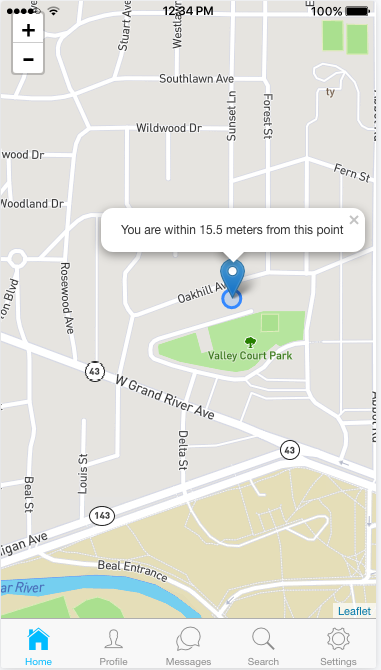 12:34 PM
100%
+
-
Stuart Ave
Westla
E
Southlawn Ave
ty
Sunset Ln
Forest St
Wildwood Dr
wood Dr
Fern St
Woodland Dr
You are within 15.5 meters from this point
×
Rosewood Ave
on Blvd
Oakhill Av
Valley Court Park
43
W Grand River Ave
Delta St
43
Louis St
Beal St
143
higan Ave
Beal Entrance
ar River
Leaflet
Home
Profile
Messages
Search
Settings